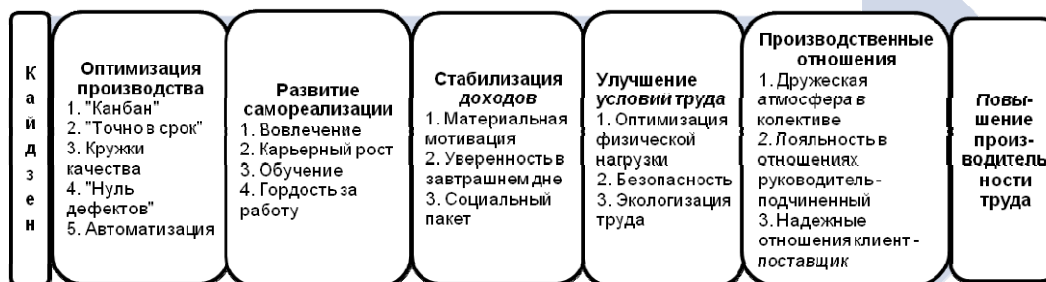 Кайдзен
Оптимизация
производства
1. "Канбан"
2. "Точно в срок"
3. Кружки
качества
4. "Нуль
дефектов"
5. Автоматизация
Развитие
самореализации
1. Вовлечение
2. Карьерный рост
3. Обучение
4. Гордость за
работу
Стабилизация
доходов
1. Материальная
мотивация
2. Уверенность в
завтрашнем дне
3. Социальный
пакет
Улучшение
условий труда
1. Оптимизация
физической
нагрузки
2. Безопасность
3. Экологизация
труда
Производственные
отношения
1. Дружеская
атмосфера в
колективе
2. Лояльность в
отношениях
руководитель-
подчиненный
3. Надежные
отношения клиент -
поставщик
Повы-
шение
произ-
водитель
ности
труда